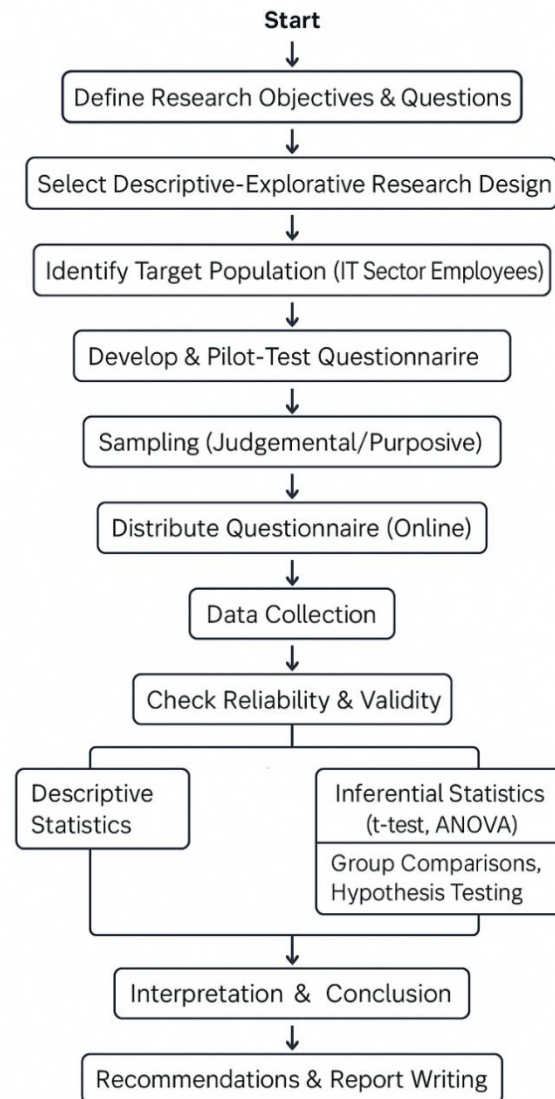 Start
Define Research Objectives & Questions
Select Descriptive-Explorative Research Design
Identify Target Population (IT Sector Employees)
Develop & Pilot-Test Questionnarire
Sampling (Judgemental/Purposive)
Distribute Questionnaire (Online)
Data Collection
Check Reliability & Validity
Descriptive
Statistics
Inferential Statistics
(t-test, ANOVA)
Group Comparisons,
Hypothesis Testing
Interpretation & Conclusion
Recommendations & Report Writing